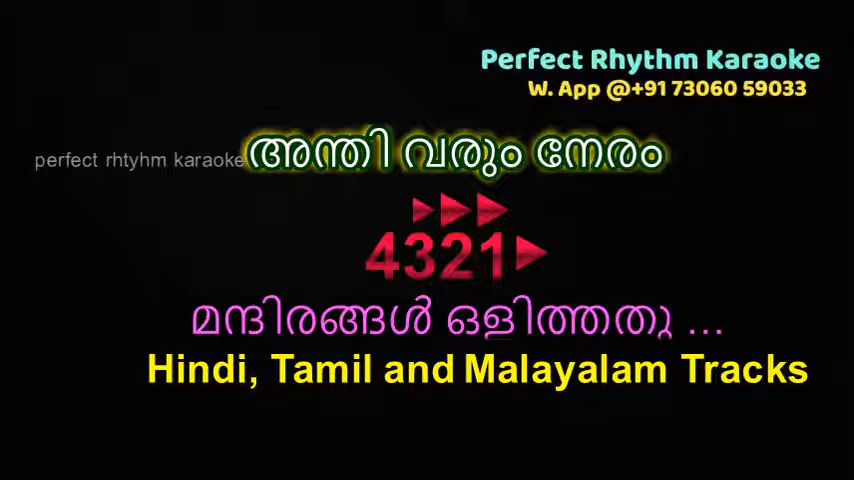 Perfect Rhythm Karaoke
W. App @+91 73060 59033
perfect rhtyhm karaoke
അന്തി വരും നേരം
4321
മന്ദിരങ്ങൾ ഒളിത്തതു ...
Hindi, Tamil and Malayalam Tracks